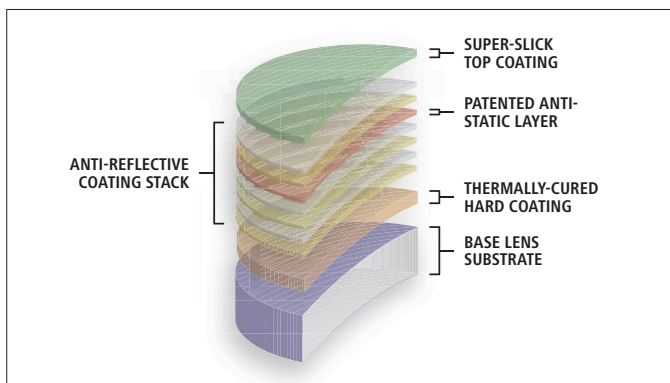 SUPER-SLICK
TOP COATING
PATENTED ANTI-
STATIC LAYER
ANTI-REFLECTIVE
COATING STACK
THERMALLY-CURED
HARD COATING
BASE LENS
SUBSTRATE